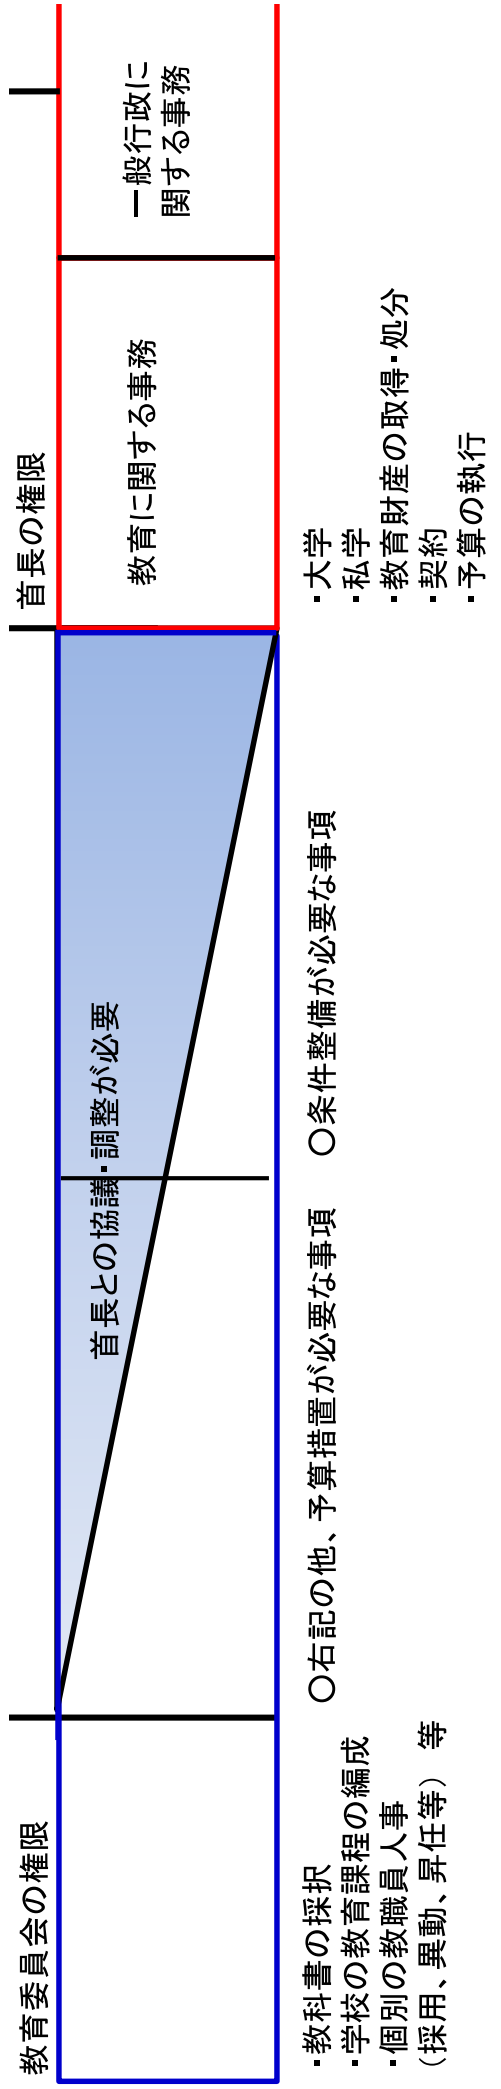 教育委員会の権限
首長の権限
首長との協議・調整が必要
教育に関する事務
一般行政に
関する事務
・教科書の採択
・学校の教育課程の編成
・個別の教職員人事
（採用、異動、昇任等） 等
〇右記の他、予算措置が必要な事項
〇条件整備が必要な事項
・大学
・私学
・教育財産の取得・処分
・契約
・予算の執行